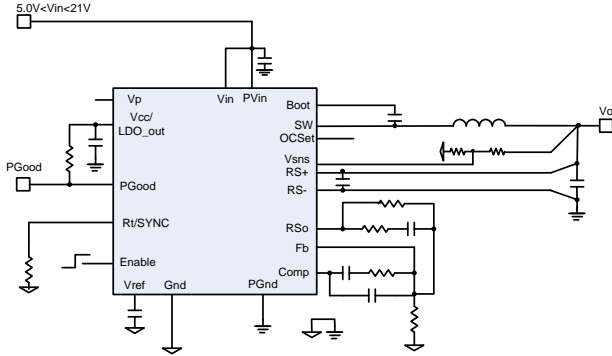 5.0V<Vin<21V
Vp
Vin
PVin
Boot
Vo
Vcc/
LDO_out
SW
OCSet
PGood
Vsns
RS+
PGood
RS-
Rt/SYNC
RSo
Fb
Enable
Comp
Vref
Gnd
PGnd